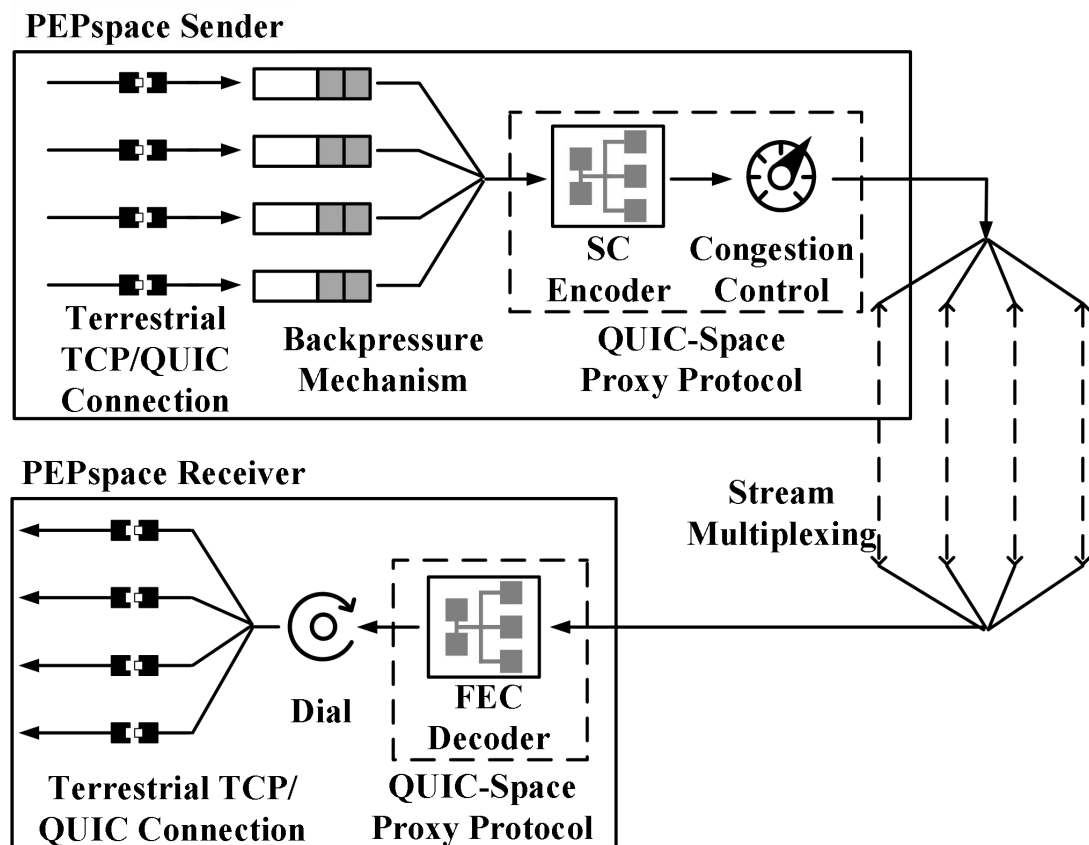 PEPspace Sender
Terrestrial
TCP/QUIC
Connection
Backpressure
Mechanism
SC
Encoder
Congestion
Control
QUIC-Space
Proxy Protocol
Stream
Multiplexing
PEPspace Receiver
Terrestrial TCP/
QUIC Connection
Dial
FEC
Decoder
QUIC-Space
Proxy Protocol